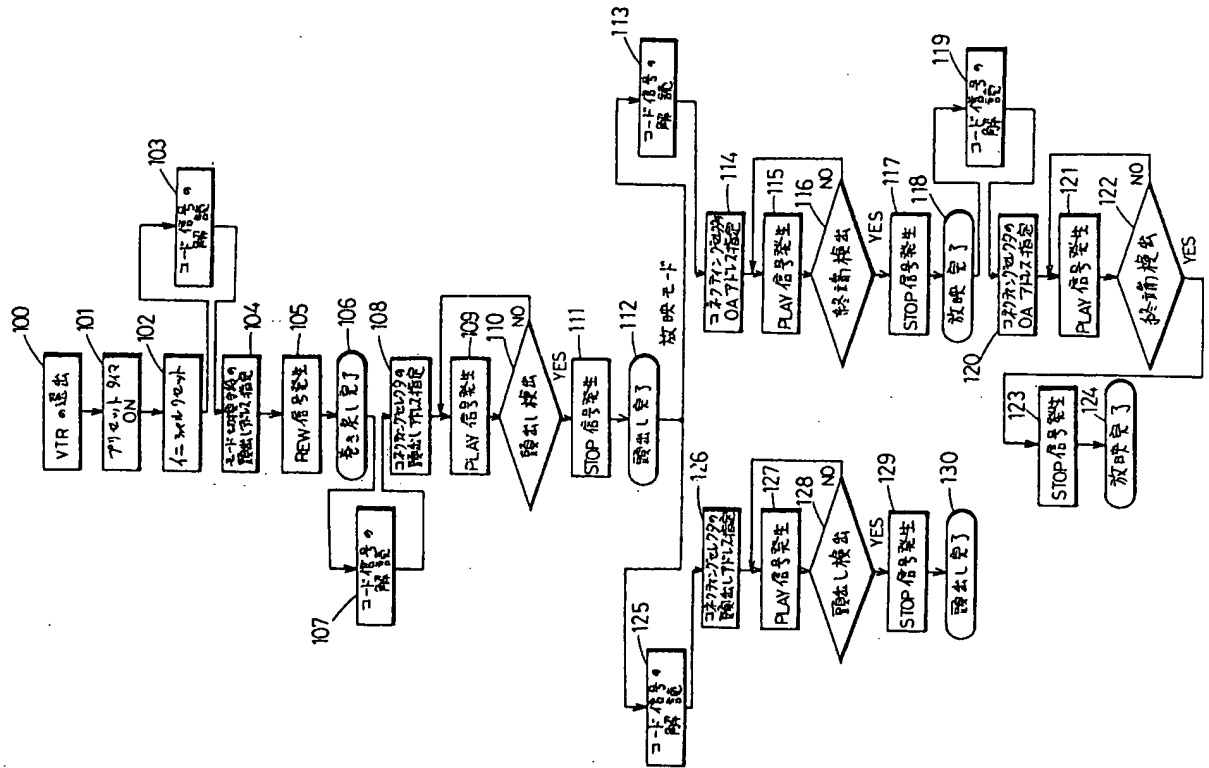 100
VTRの選出
101
プリセットタイマ
ON
102
イニシャルセット
103
コード信号の
解読
104
モード切換手段の
頭出しアドレス指定
105
REW信号発生
106
巻き戻し完了
107
コード信号の
解読
108
コネクティングセレクタの
頭出しアドレス指定
109
PLAY信号発生
110
頭出し検出
NO
YES
111
STOP信号発生
112
頭出し完了
放映モード
113
コード信号の
解読
114
コネクティングセレクタの
OAアドレス指定
115
PLAY信号発生
116
終端検出
NO
YES
117
STOP信号発生
118
放映完了
119
コード信号の
解読
120
コネクティングセレクタの
OAアドレス指定
121
PLAY信号発生
122
終端検出
NO
YES
123
STOP信号発生
124
放映完了
125
コード信号の
解読
126
コネクティングセレクタの
頭出しアドレス指定
127
PLAY信号発生
128
頭出し検出
NO
YES
129
STOP信号発生
130
頭出し完了